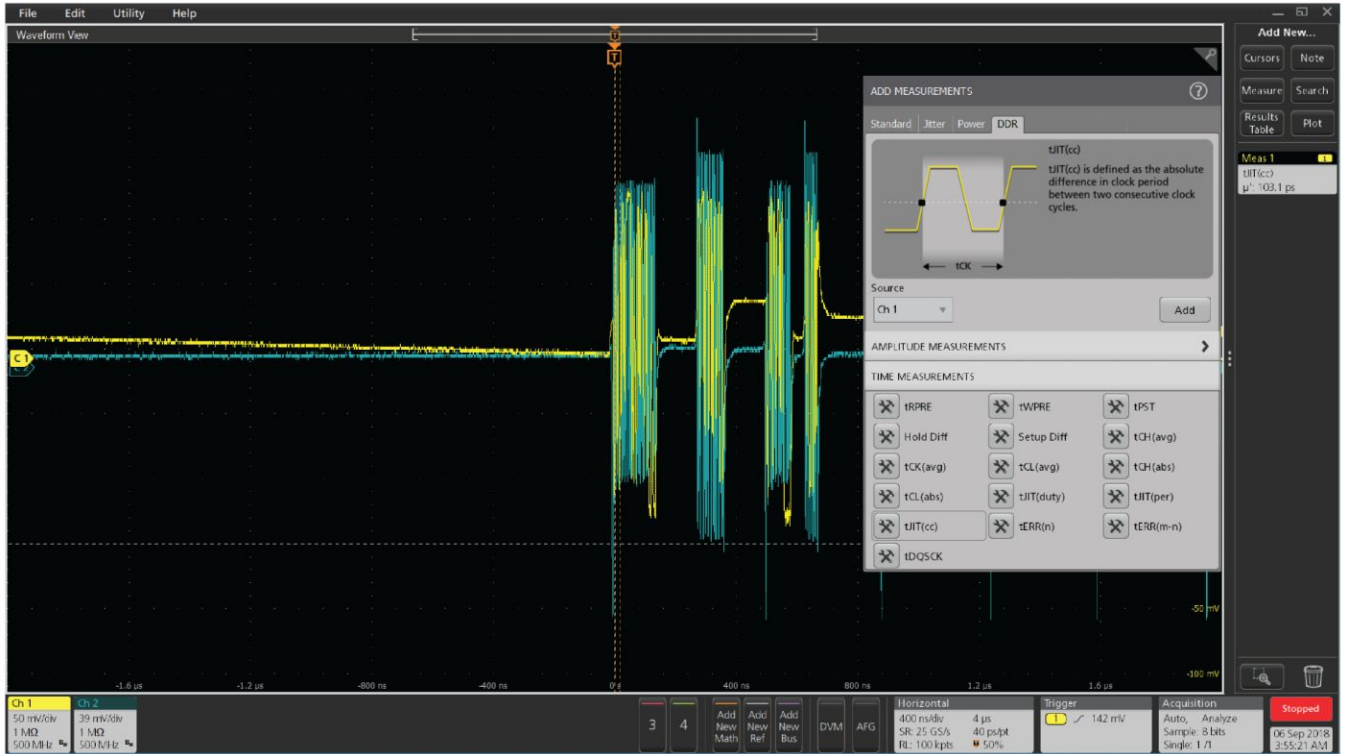 File Edit Utility Help
Waveform View
T
T
C 1
ADD MEASUREMENTS
?
Standard Jitter Power DDR
tJIT(cc)
tJIT(cc) is defined as the absolute
difference in clock period
between two consecutive clock
cycles.
tCK
Source
Ch 1
Add
AMPLITUDE MEASUREMENTS
TIME MEASUREMENTS
tRPRE tWPRE tPST
Hold Diff Setup Diff tCH(avg)
tCK(avg) tCL(avg) tCH(abs)
tCL(abs) tJIT(duty) tJIT(per)
tJIT(cc) tERR(n) tERR(m-n)
tDQSCK
-50 mV
-100 mV
-1.6 µs -1.2 µs -800 ns -400 ns 0 s 400 ns 800 ns 1.2 µs 1.6 µs
Add New...
Cursors Note
Measure Search
Results
Table
Plot
Meas 1 1
tJIT(cc)
µ': 103.1 ps
Ch 1
50 mV/div
1 MΩ
500 MHz
Ch 2
39 mV/div
1 MΩ
500 MHz
3 4
Add
New
Math
Add
New
Ref
Add
New
Bus
DVM AFG
Horizontal
400 ns/div 4 µs
SR: 25 GS/s 40 ps/pt
RL: 100 kpts 50%
Trigger
1 142 mV
Acquisition
Auto, Analyze
Sample: 8 bits
Single: 1 /1
Stopped
06 Sep 2018
3:55:21 AM